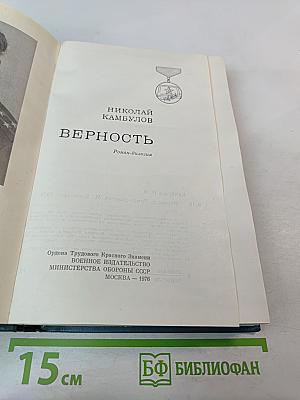 НИКОЛАЙ
КАМБУЛОВ
ВЕРНОСТЬ
Роман-дилогия
Ордена Трудового Красного Знамени
ВОЕННОЕ ИЗДАТЕЛЬСТВО
МИНИСТЕРСТВА ОБОРОНЫ СССР
МОСКВА — 1976
15 СМ
БФ БИБЛИОФАН